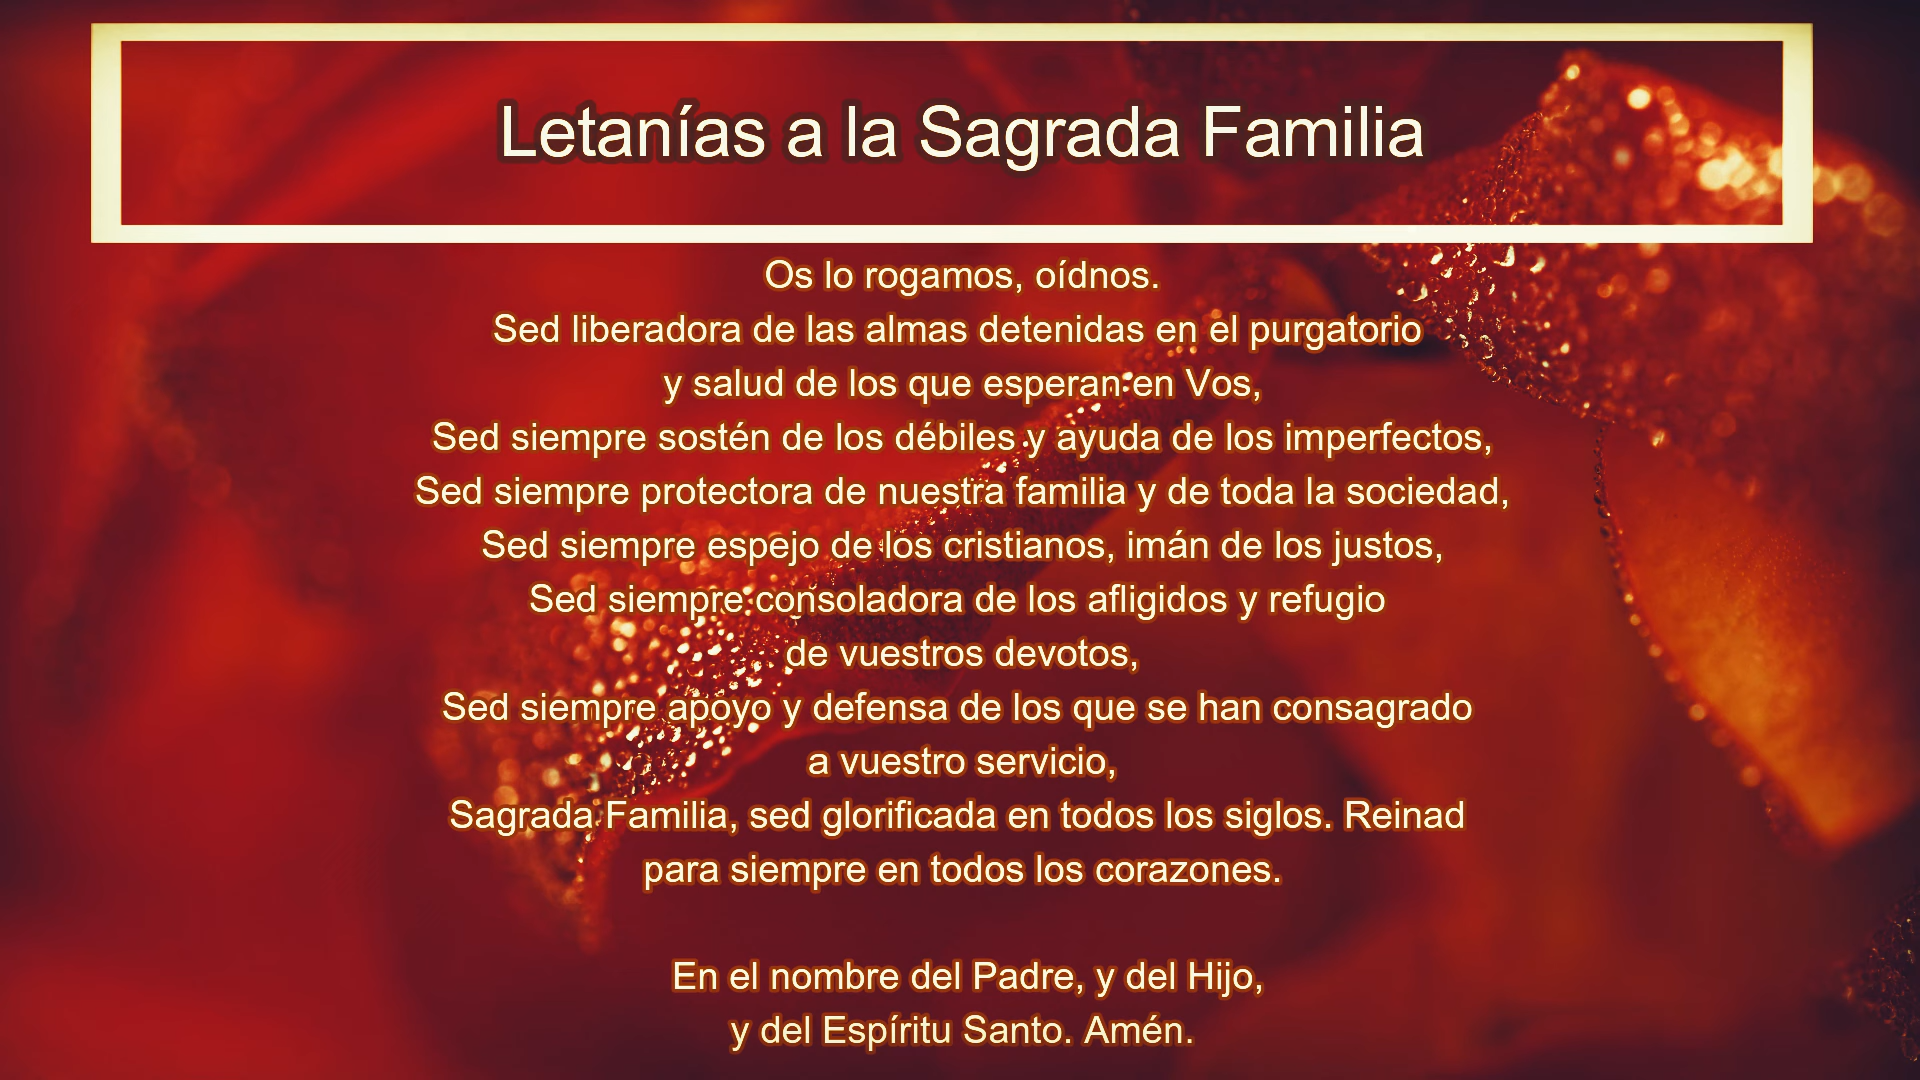 Letanías a la Sagrada Familia
Os lo rogamos, oídnos.
Sed liberadora de las almas detenidas en el purgatorio
y salud de los que esperan en Vos,
Sed siempre sostén de los débiles y ayuda de los imperfectos,
Sed siempre protectora de nuestra familia y de toda la sociedad,
Sed siempre espejo de los cristianos, imán de los justos,
Sed siempre consoladora de los afligidos y refugio
de vuestros devotos,
Sed siempre apoyo y defensa de los que se han consagrado
a vuestro servicio,
Sagrada Familia, sed glorificada en todos los siglos. Reinad
para siempre en todos los corazones.
En el nombre del Padre, y del Hijo,
y del Espíritu Santo. Amén.